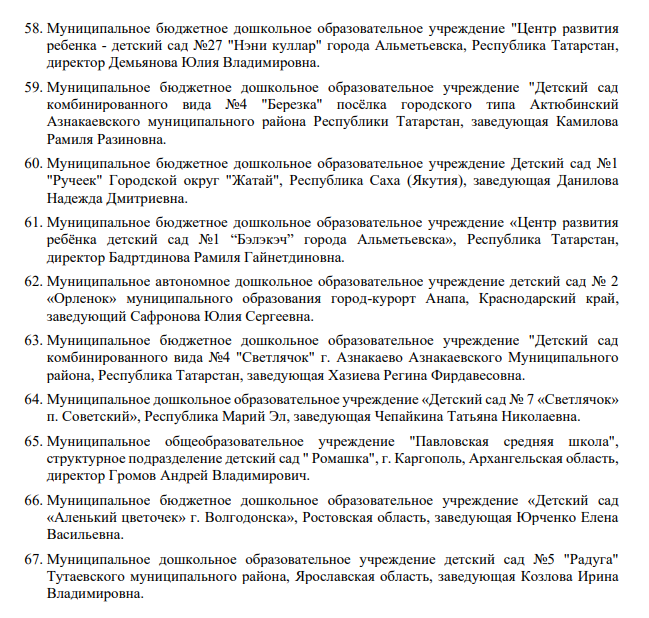 58. Муниципальное бюджетное дошкольное образовательное учреждение "Центр развития
ребенка - детский сад №27 "Нэни куллар" города Альметьевска, Республика Татарстан,
директор Демьянова Юлия Владимировна.
59. Муниципальное бюджетное дошкольное образовательное учреждение "Детский сад
комбинированного вида №4 "Березка" посёлка городского типа Актюбинский
Азнакаевского муниципального района Республики Татарстан, заведующая Камилова
Рамиля Разиновна.
60. Муниципальное бюджетное дошкольное образовательное учреждение Детский сад №1
"Ручеек" Городской округ "Жатай", Республика Саха (Якутия), заведующая Данилова
Надежда Дмитриевна.
61. Муниципальное бюджетное дошкольное образовательное учреждение «Центр развития
ребёнка детский сад №1 “Бэлэкэч” города Альметьевска», Республика Татарстан,
директор Бадртдинова Рамиля Гайнетдиновна.
62. Муниципальное автономное дошкольное образовательное учреждение детский сад № 2
«Орленок» муниципального образования город-курорт Анапа, Краснодарский край,
заведующий Сафронова Юлия Сергеевна.
63. Муниципальное бюджетное дошкольное образовательное учреждение "Детский сад
комбинированного вида №4 "Светлячок" г. Азнакаево Азнакаевского Муниципального
района, Республика Татарстан, заведующая Хазиева Регина Фирдавесовна.
64. Муниципальное дошкольное образовательное учреждение «Детский сад № 7 «Светлячок»
п. Советский», Республика Марий Эл, заведующая Чепайкина Татьяна Николаевна.
65. Муниципальное общеобразовательное учреждение "Павловская средняя школа",
структурное подразделение детский сад " Ромашка", г. Каргополь, Архангельская область,
директор Громов Андрей Владимирович.
66. Муниципальное бюджетное дошкольное образовательное учреждение «Детский сад
«Аленький цветочек» г. Волгодонска», Ростовская область, заведующая Юрченко Елена
Васильевна.
67. Муниципальное дошкольное образовательное учреждение детский сад №5 "Радуга"
Тутаевского муниципального района, Ярославская область, заведующая Козлова Ирина
Владимировна.